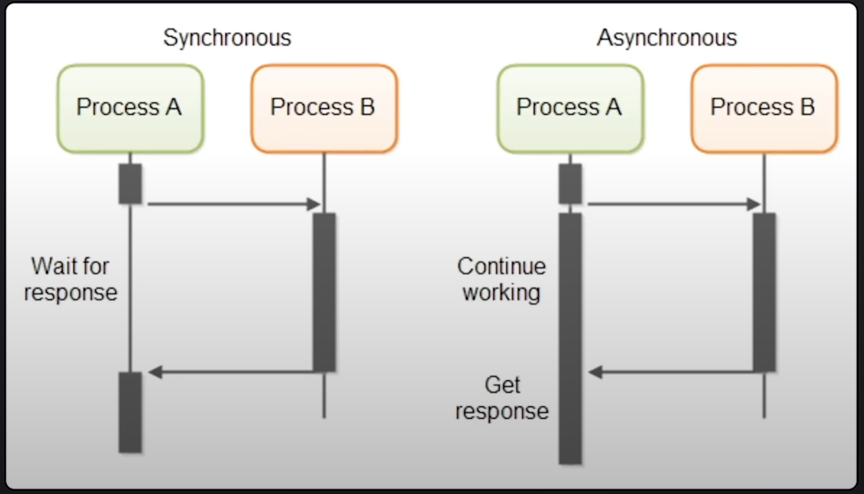 Synchronous
Asynchronous
Process A
Process B
Process A
Process B
Wait for
response
Continue
working
Get
response